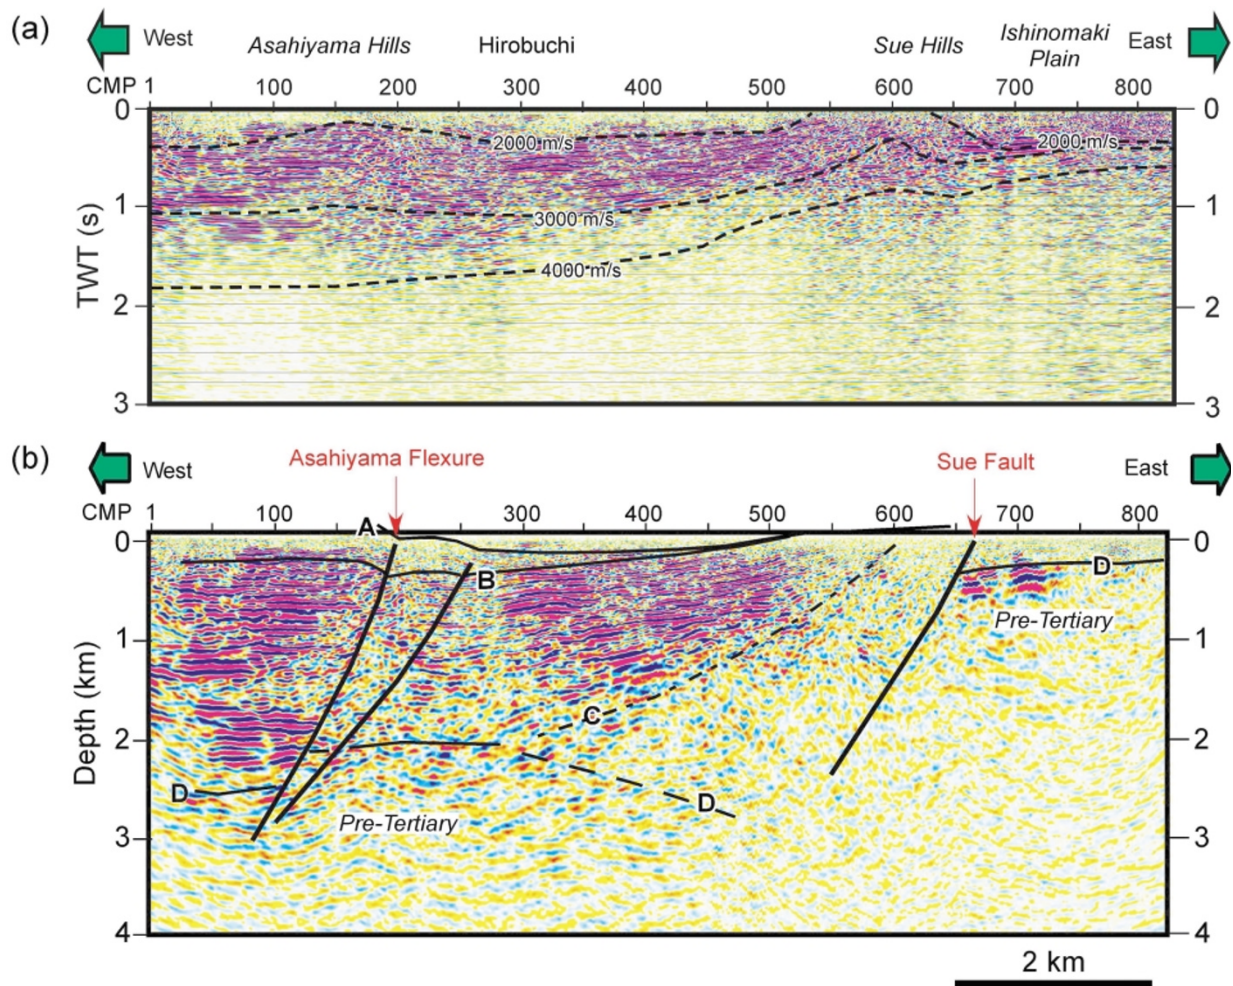 (a)
West Asahiyama Hills Hirobuchi Sue Hills Ishinomaki Plain East
CMP 1 100 200 300 400 500 600 700 800
0 0
2000 m/s 2000 m/s
1 1
3000 m/s
4000 m/s
TWT (s)
2 2
3 3
(b)
West Asahiyama Flexure Sue Fault East
CMP 1 100 A 300 400 500 600 700 800
0 0
B D
Pre-Tertiary
1 1
C
Depth (km)
2 2
D D
Pre-Tertiary
3 3
4 4
2 km